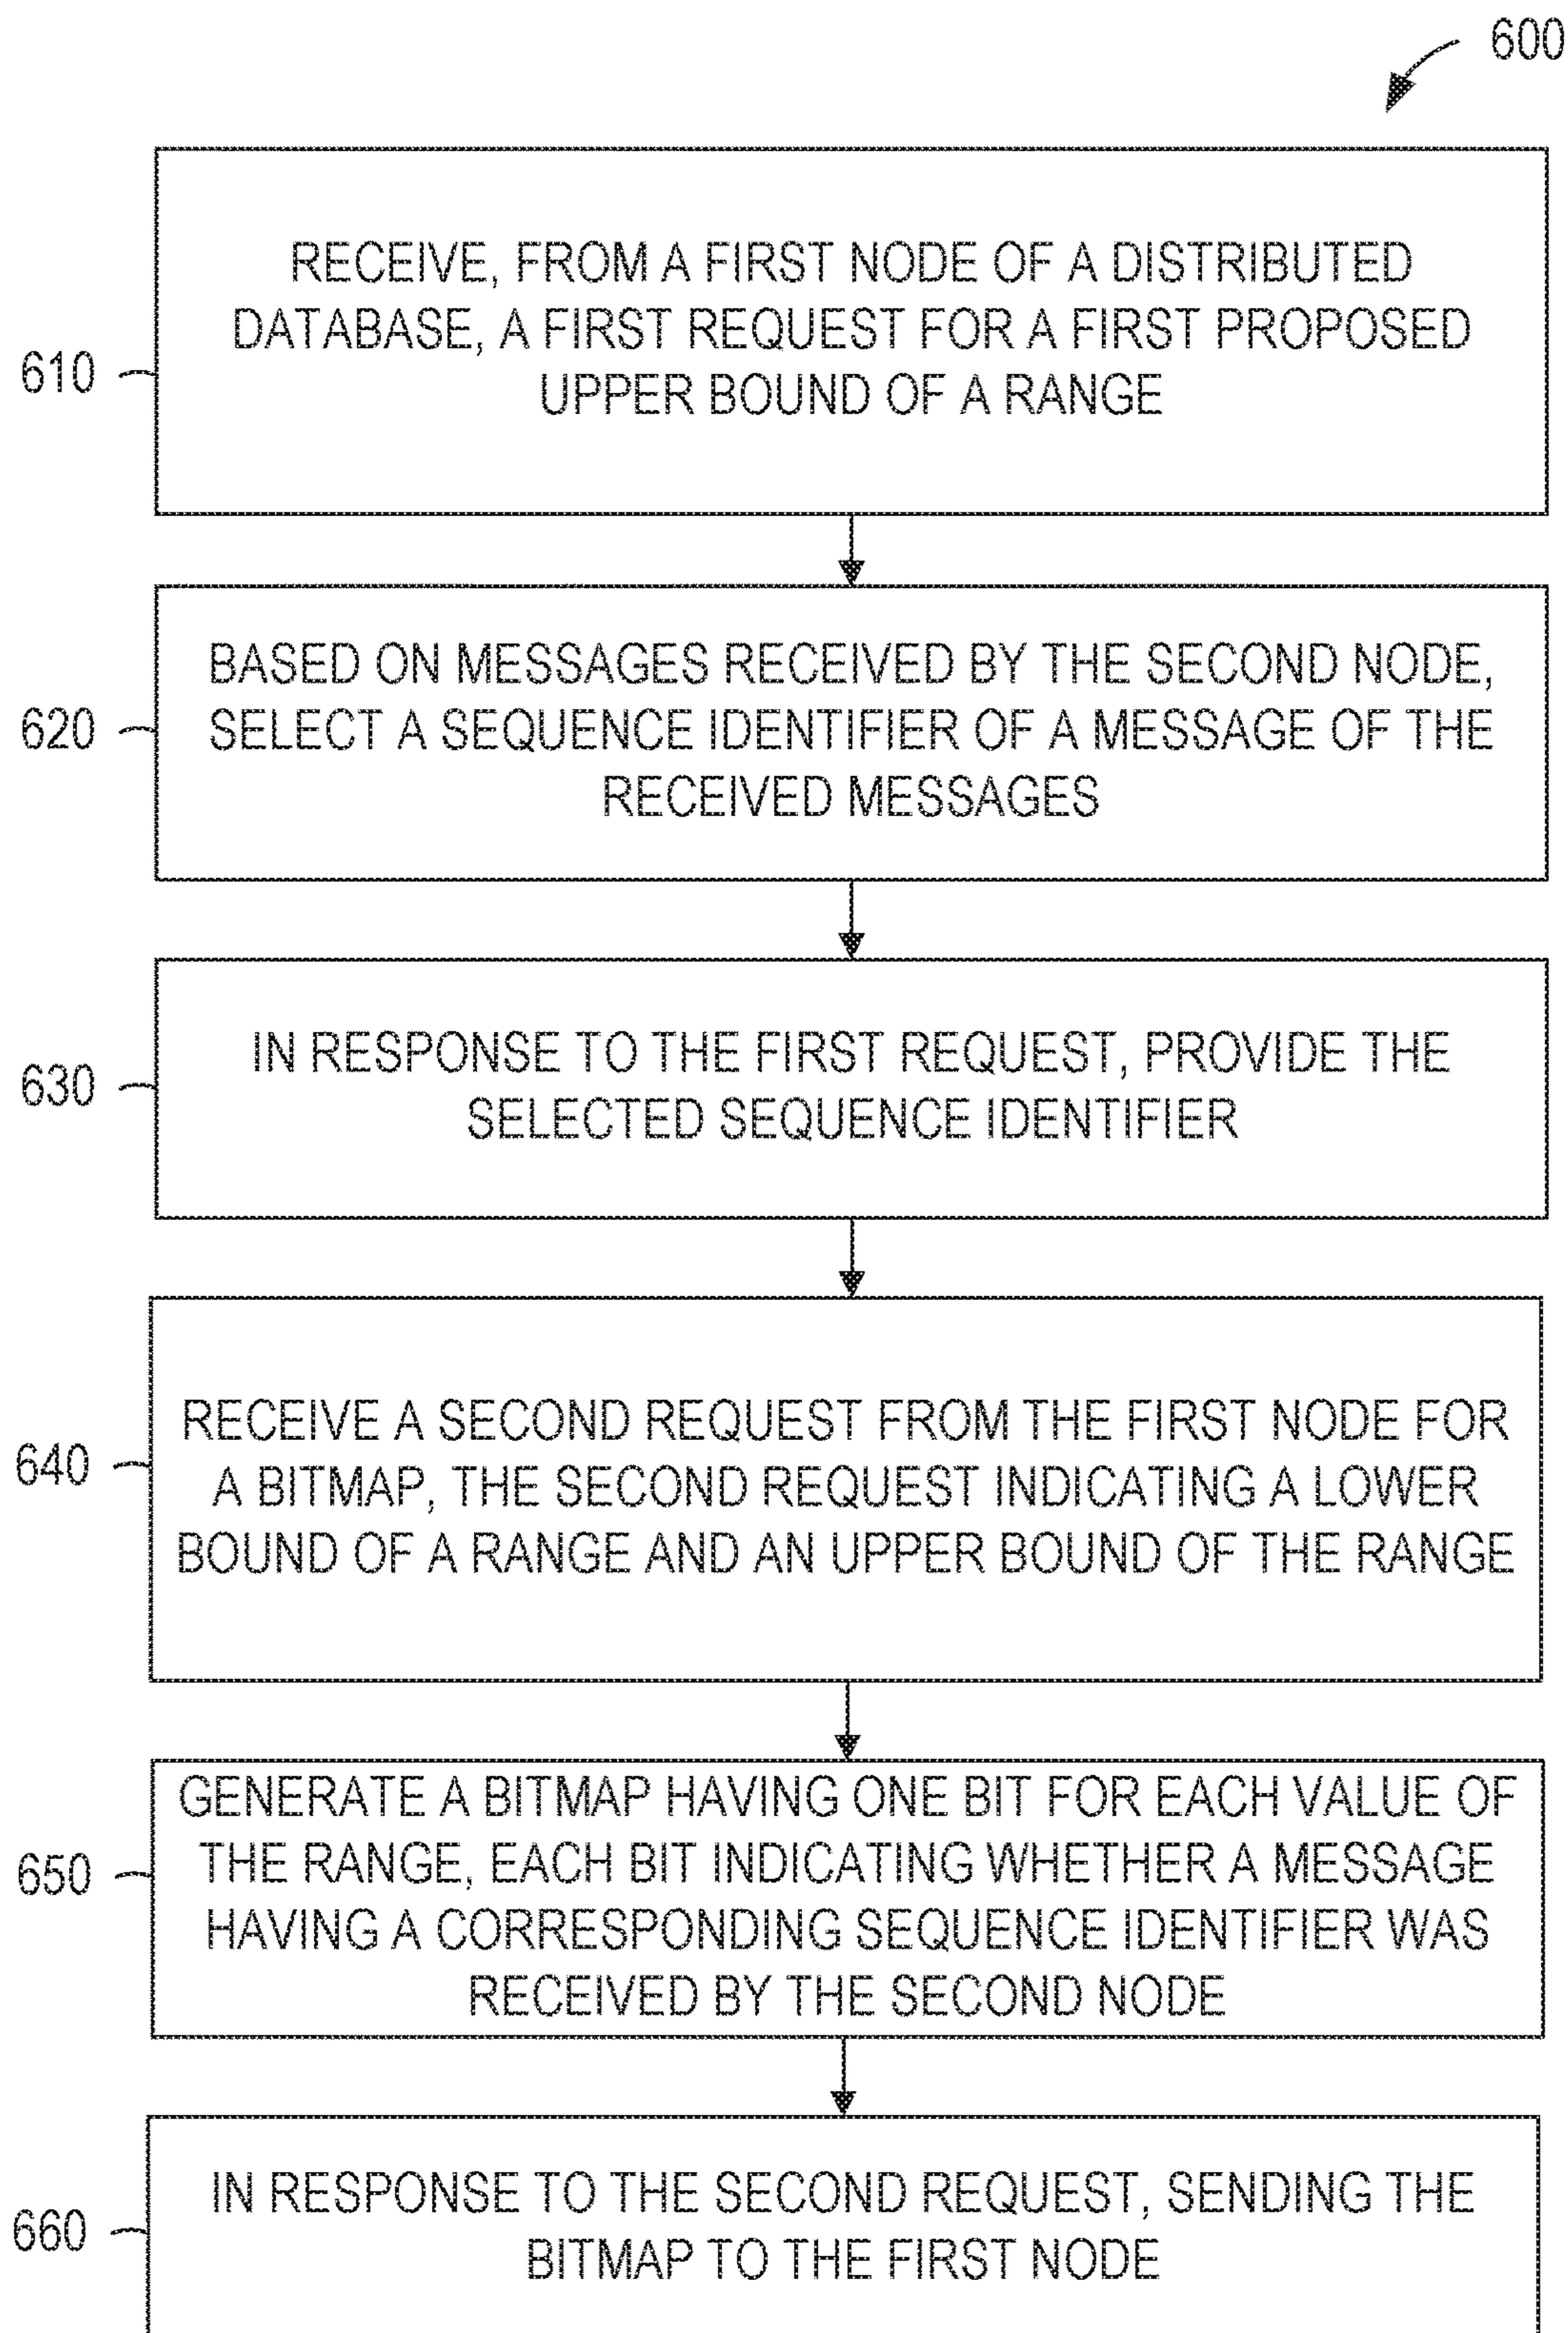 600
RECEIVE, FROM A FIRST NODE OF A DISTRIBUTED
DATABASE, A FIRST REQUEST FOR A FIRST PROPOSED
UPPER BOUND OF A RANGE
610
BASED ON MESSAGES RECEIVED BY THE SECOND NODE,
SELECT A SEQUENCE IDENTIFIER OF A MESSAGE OF THE
RECEIVED MESSAGES
620
IN RESPONSE TO THE FIRST REQUEST, PROVIDE THE
SELECTED SEQUENCE IDENTIFIER
630
RECEIVE A SECOND REQUEST FROM THE FIRST NODE FOR
A BITMAP, THE SECOND REQUEST INDICATING A LOWER
BOUND OF A RANGE AND AN UPPER BOUND OF THE RANGE
640
GENERATE A BITMAP HAVING ONE BIT FOR EACH VALUE OF
THE RANGE, EACH BIT INDICATING WHETHER A MESSAGE
HAVING A CORRESPONDING SEQUENCE IDENTIFIER WAS
RECEIVED BY THE SECOND NODE
650
IN RESPONSE TO THE SECOND REQUEST, SENDING THE
BITMAP TO THE FIRST NODE
660